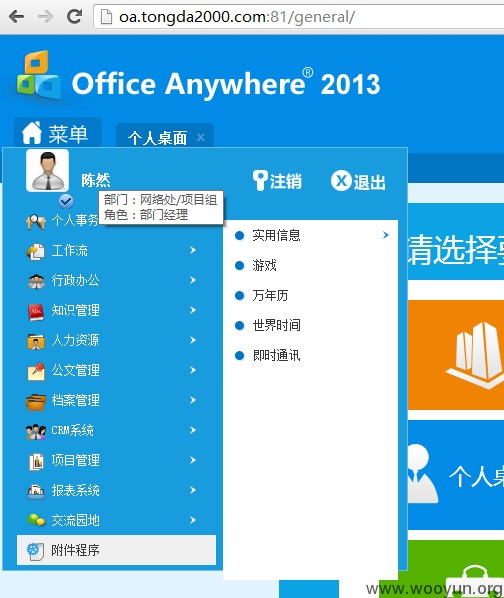 oa.tongda2000.com:81/general/
Office Anywhere® 2013
菜单
个人桌面 ×
陈然
注销
退出
部门：网络处/项目组
角色：部门经理
个人事务
工作流
行政办公
知识管理
人力资源
公文管理
档案管理
CRM系统
项目管理
报表系统
交流园地
附件程序
实用信息
游戏
万年历
世界时间
即时通讯
请选择要
个人桌
www.wooyun.org